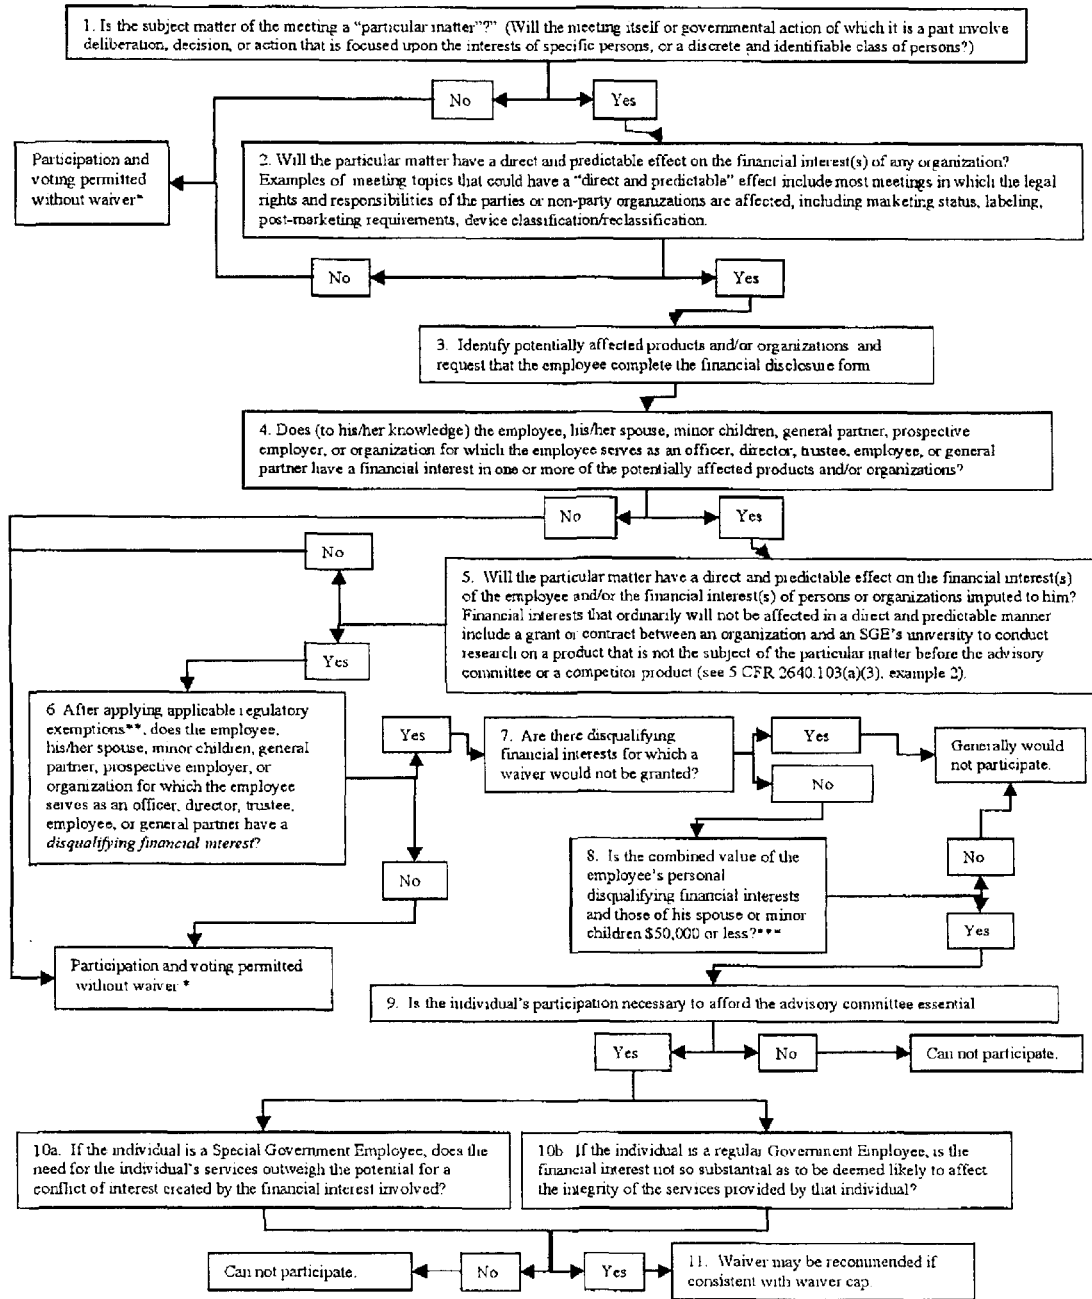 1. Is the subject matter of the meeting a “particular matter”?” (Will the meeting itself or governmental action of which it is a part involve
deliberation, decision, or action that is focused upon the interests of specific persons, or a discrete and identifiable class of persons?)
No
Yes
Participation and
voting permitted
without waiver*
2. Will the particular matter have a direct and predictable effect on the financial interest(s) of any organization?
Examples of meeting topics that could have a “direct and predictable” effect include most meetings in which the legal
rights and responsibilities of the parties or non-party organizations are affected, including marketing status, labeling,
post-marketing requirements, device classification/reclassification.
No
Yes
3. Identify potentially affected products and/or organizations and
request that the employee complete the financial disclosure form
4. Does (to his/her knowledge) the employee, his/her spouse, minor children, general partner, prospective
employer, or organization for which the employee serves as an officer, director, trustee, employee, or general
partner have a financial interest in one or more of the potentially affected products and/or organizations?
No
Yes
No
5. Will the particular matter have a direct and predictable effect on the financial interest(s)
of the employee and/or the financial interest(s) of persons or organizations imputed to him?
Financial interests that ordinarily will not be affected in a direct and predictable manner
include a grant or contract between an organization and an SGE’s university to conduct
research on a product that is not the subject of the particular matter before the advisory
committee or a competitor product (see 5 CFR 2640.103(a)(3), example 2).
Yes
6 After applying applicable regulatory
exemptions**, does the employee,
his/her spouse, minor children, general
partner, prospective employer, or
organization for which the employee
serves as an officer, director, trustee,
employee, or general partner have a
disqualifying financial interest?
Yes
7. Are there disqualifying
financial interests for which a
waiver would not be granted?
Yes
Generally would
not participate.
No
No
8. Is the combined value of the
employee’s personal
disqualifying financial interests
and those of his spouse or minor
children $50,000 or less?***
No
Yes
Participation and voting permitted
without waiver *
9. Is the individual’s participation necessary to afford the advisory committee essential
Yes
No
Can not participate.
10a. If the individual is a Special Government Employee, does the
need for the individual’s services outweigh the potential for a
conflict of interest created by the financial interest involved?
10b If the individual is a regular Government Employee, is the
financial interest not so substantial as to be deemed likely to affect
the integrity of the services provided by that individual?
Can not participate.
No
Yes
11. Waiver may be recommended if
consistent with waiver cap.